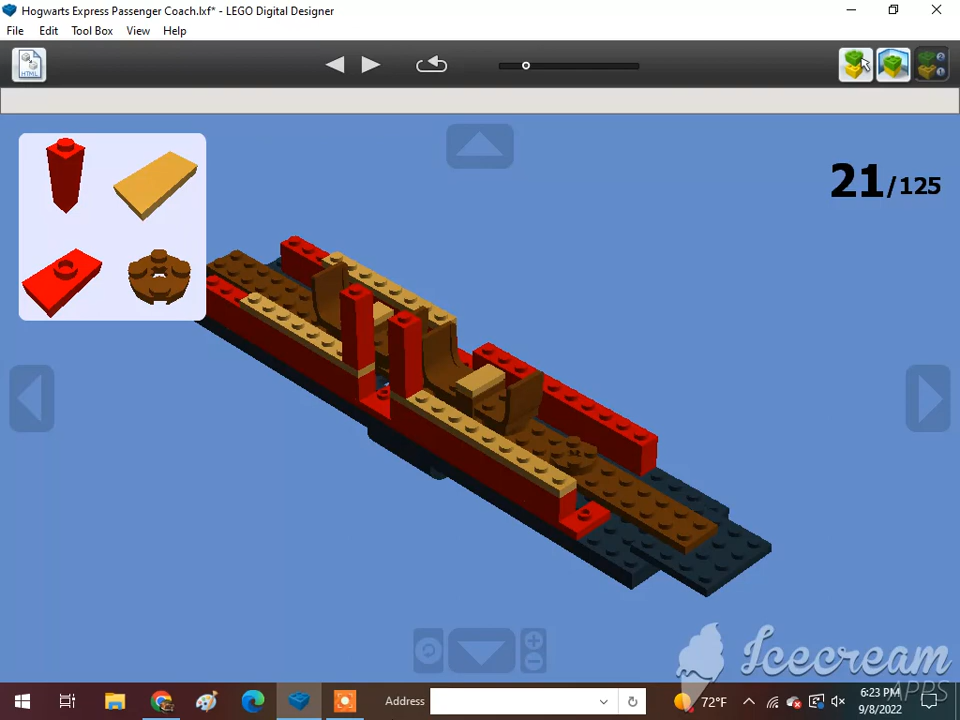 Hogwarts Express Passenger Coach.lxf* - LEGO Digital Designer
File Edit Tool Box View Help
HTML
21/125
Icecream
APPS
Address
72°F
6:23 PM
9/8/2022